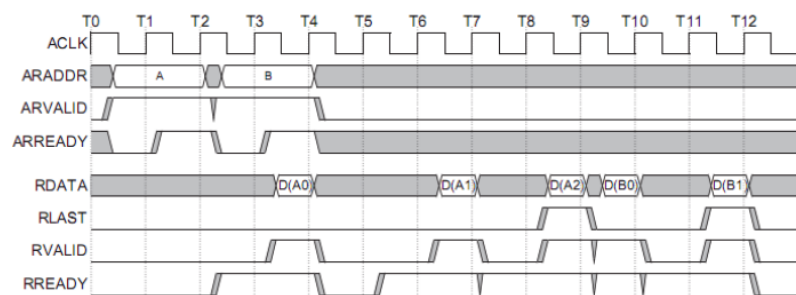 T0 T1 T2 T3 T4 T5 T6 T7 T8 T9 T10 T11 T12
ACLK
ARADDR A B
ARVALID
ARREADY
RDATA D(A0) D(A1) D(A2) D(B0) D(B1)
RLAST
RVALID
RREADY